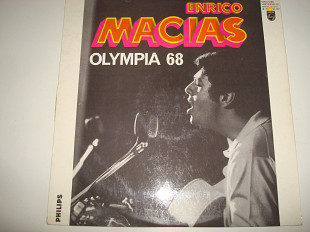 ENRICO
MACIAS
OLYMPIA 68
PHILIPS